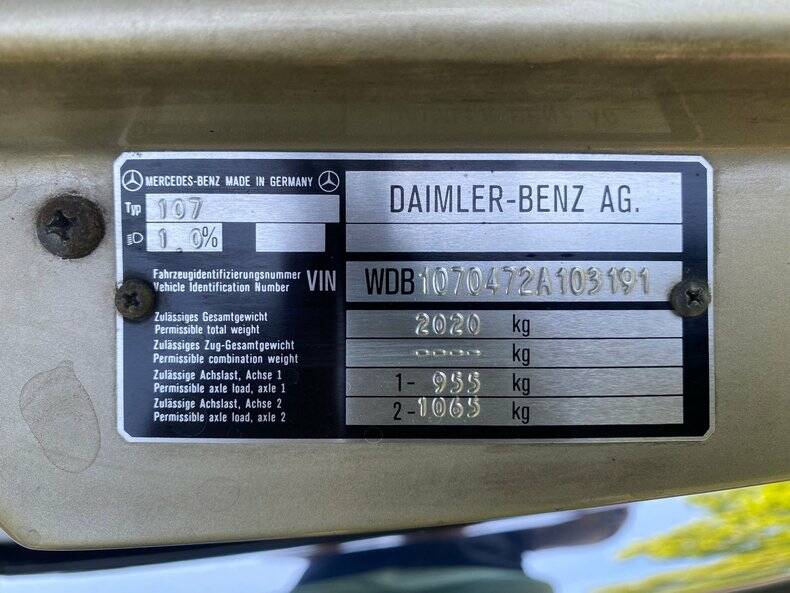 MERCEDES-BENZ MADE IN GERMANY
Typ 107
1.0%
DAIMLER-BENZ AG.
Fahrzeugidentifizierungsnummer
Vehicle Identification Number
VIN
WDB1070472A103191
Zulässiges Gesamtgewicht
Permissible total weight
2020 kg
Zulässiges Zug-Gesamtgewicht
Permissible combination weight
---- kg
Zulässige Achslast, Achse 1
Permissible axle load, axle 1
1- 955 kg
Zulässige Achslast, Achse 2
Permissible axle load, axle 2
2-1065 kg